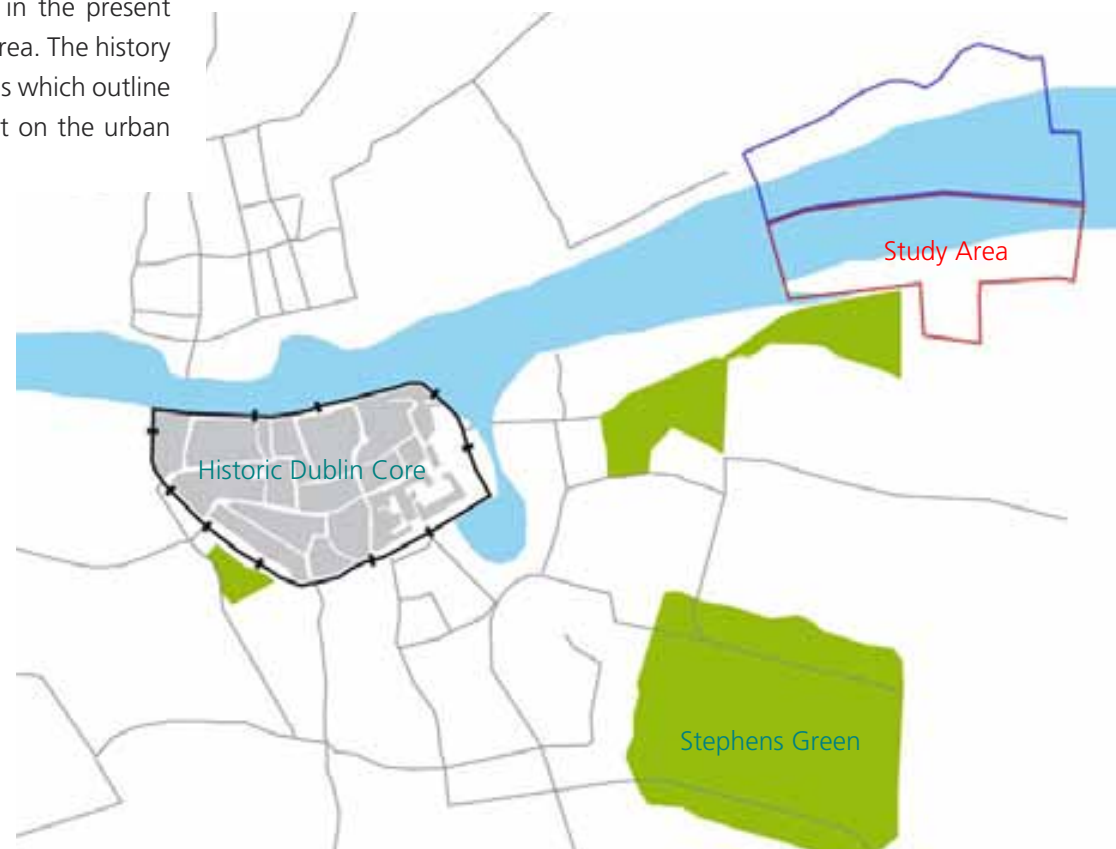 in the present
rea. The history
s which outline
t on the urban
Study Area
Historic Dublin Core
Stephens Green